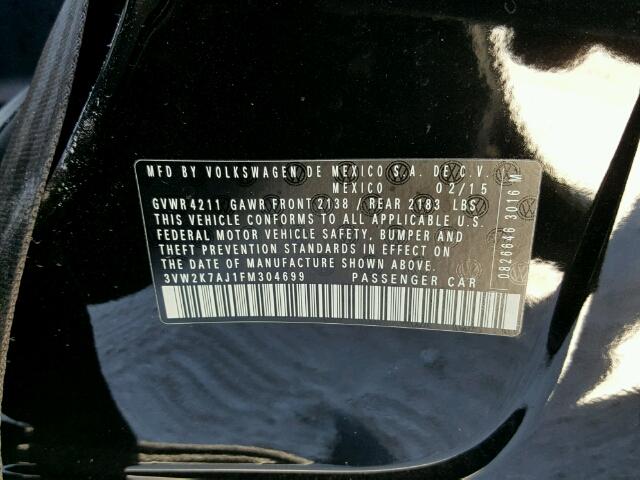 MFD BY VOLKSWAGEN DE MEXICO S.A. DE C.V.
MEXICO 02/15
GVWR 4211 GAWR FRONT 2138 / REAR 2183 LBS
THIS VEHICLE CONFORMS TO ALL APPLICABLE U.S.
FEDERAL MOTOR VEHICLE SAFETY, BUMPER AND
THEFT PREVENTION STANDARDS IN EFFECT ON
THE DATE OF MANUFACTURE SHOWN ABOVE.
3VW2K7AJ1FM304699 PASSENGER CAR
0826646 3016 M